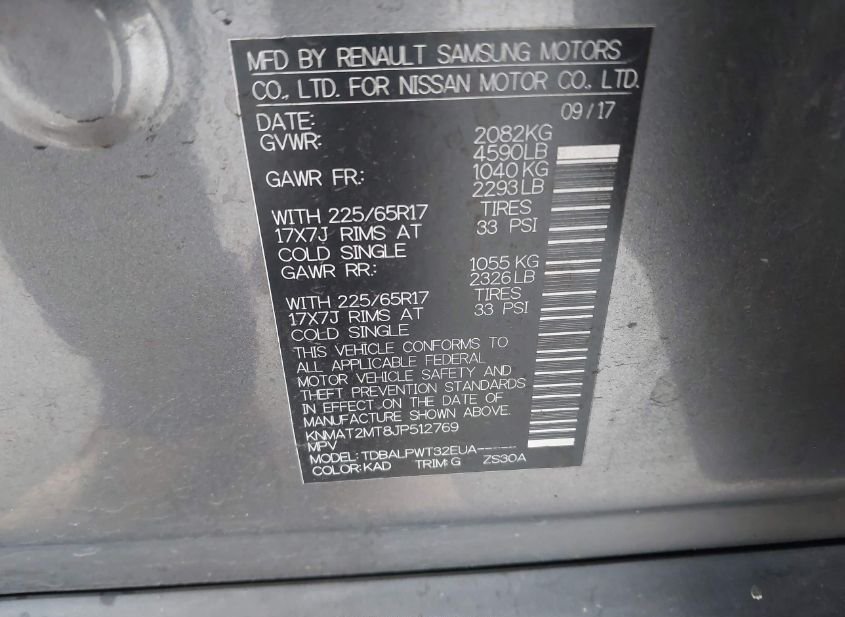 MFD BY RENAULT SAMSUNG MOTORS
CO., LTD. FOR NISSAN MOTOR CO., LTD.
DATE: 09/17
GVWR: 2082KG
4590LB
GAWR FR.: 1040KG
2293LB
WITH 225/65R17 TIRES
17X7J RIMS AT 33 PSI
COLD SINGLE
GAWR RR.: 1055KG
2326LB
WITH 225/65R17 TIRES
17X7J RIMS AT 33 PSI
COLD SINGLE
THIS VEHICLE CONFORMS TO
ALL APPLICABLE FEDERAL
MOTOR VEHICLE SAFETY AND
THEFT PREVENTION STANDARDS
IN EFFECT ON THE DATE OF
MANUFACTURE SHOWN ABOVE.
KNMAT2MT8JP512769
MPV
MODEL: TDBALPWT32EUA------
COLOR: KAD TRIM: G ZS30A